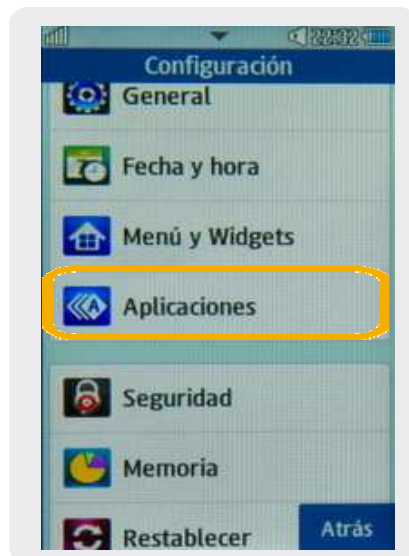 22:32
Configuración
General
Fecha y hora
Menú y Widgets
Aplicaciones
A
Seguridad
Memoria
Restablecer
Atrás